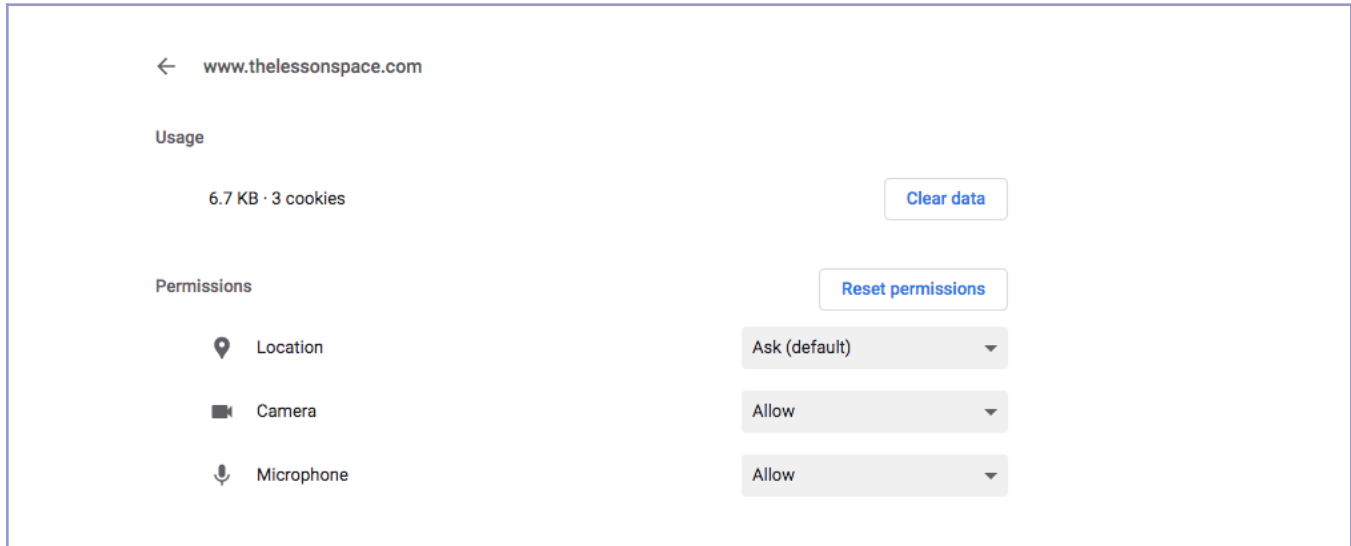 www.thelessonspace.com
Usage
6.7 KB · 3 cookies
Clear data
Permissions
Reset permissions
Location
Ask (default)
Camera
Allow
Microphone
Allow